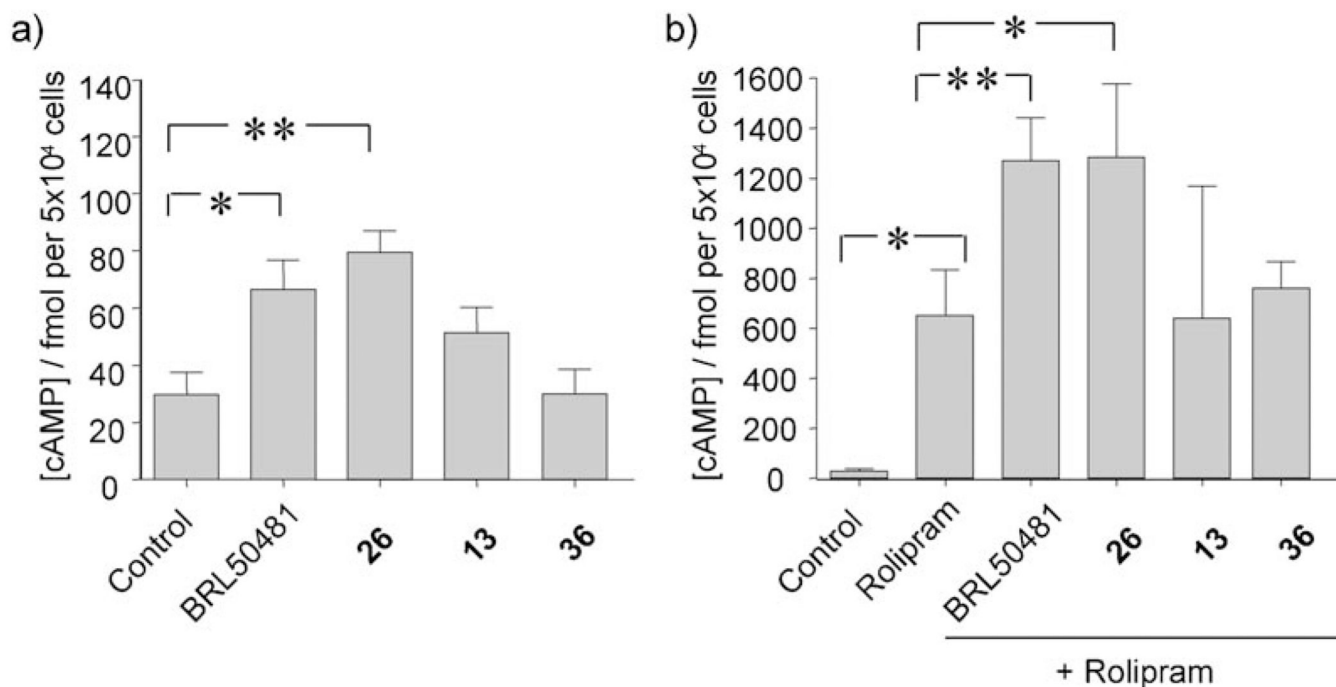 a)
[cAMP] / fmol per 5x10⁴ cells
140
120
100
80
60
40
20
0
**
*
Control
BRL50481
26
13
36
b)
[cAMP] / fmol per 5x10⁴ cells
1600
1400
1200
1000
800
600
400
200
0
*
**
*
Control
Rolipram
BRL50481
26
13
36
+ Rolipram